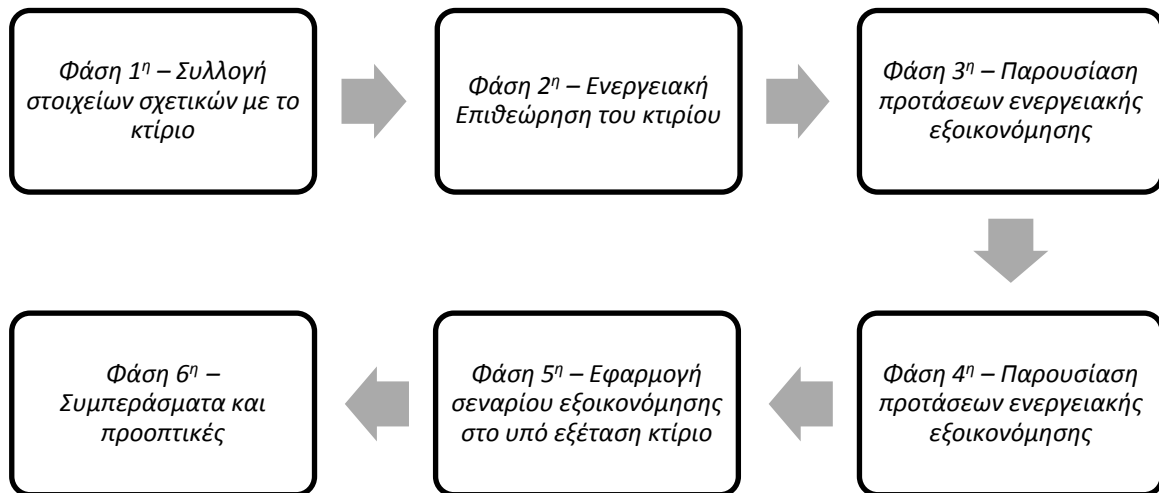 Φάση 1η – Συλλογή
στοιχείων σχετικών με το
κτίριο
Φάση 2η – Ενεργειακή
Επιθεώρηση του κτιρίου
Φάση 3η – Παρουσίαση
προτάσεων ενεργειακής
εξοικονόμησης
Φάση 4η – Παρουσίαση
προτάσεων ενεργειακής
εξοικονόμησης
Φάση 5η – Εφαρμογή
σεναρίου εξοικονόμησης
στο υπό εξέταση κτίριο
Φάση 6η –
Συμπεράσματα και
προοπτικές